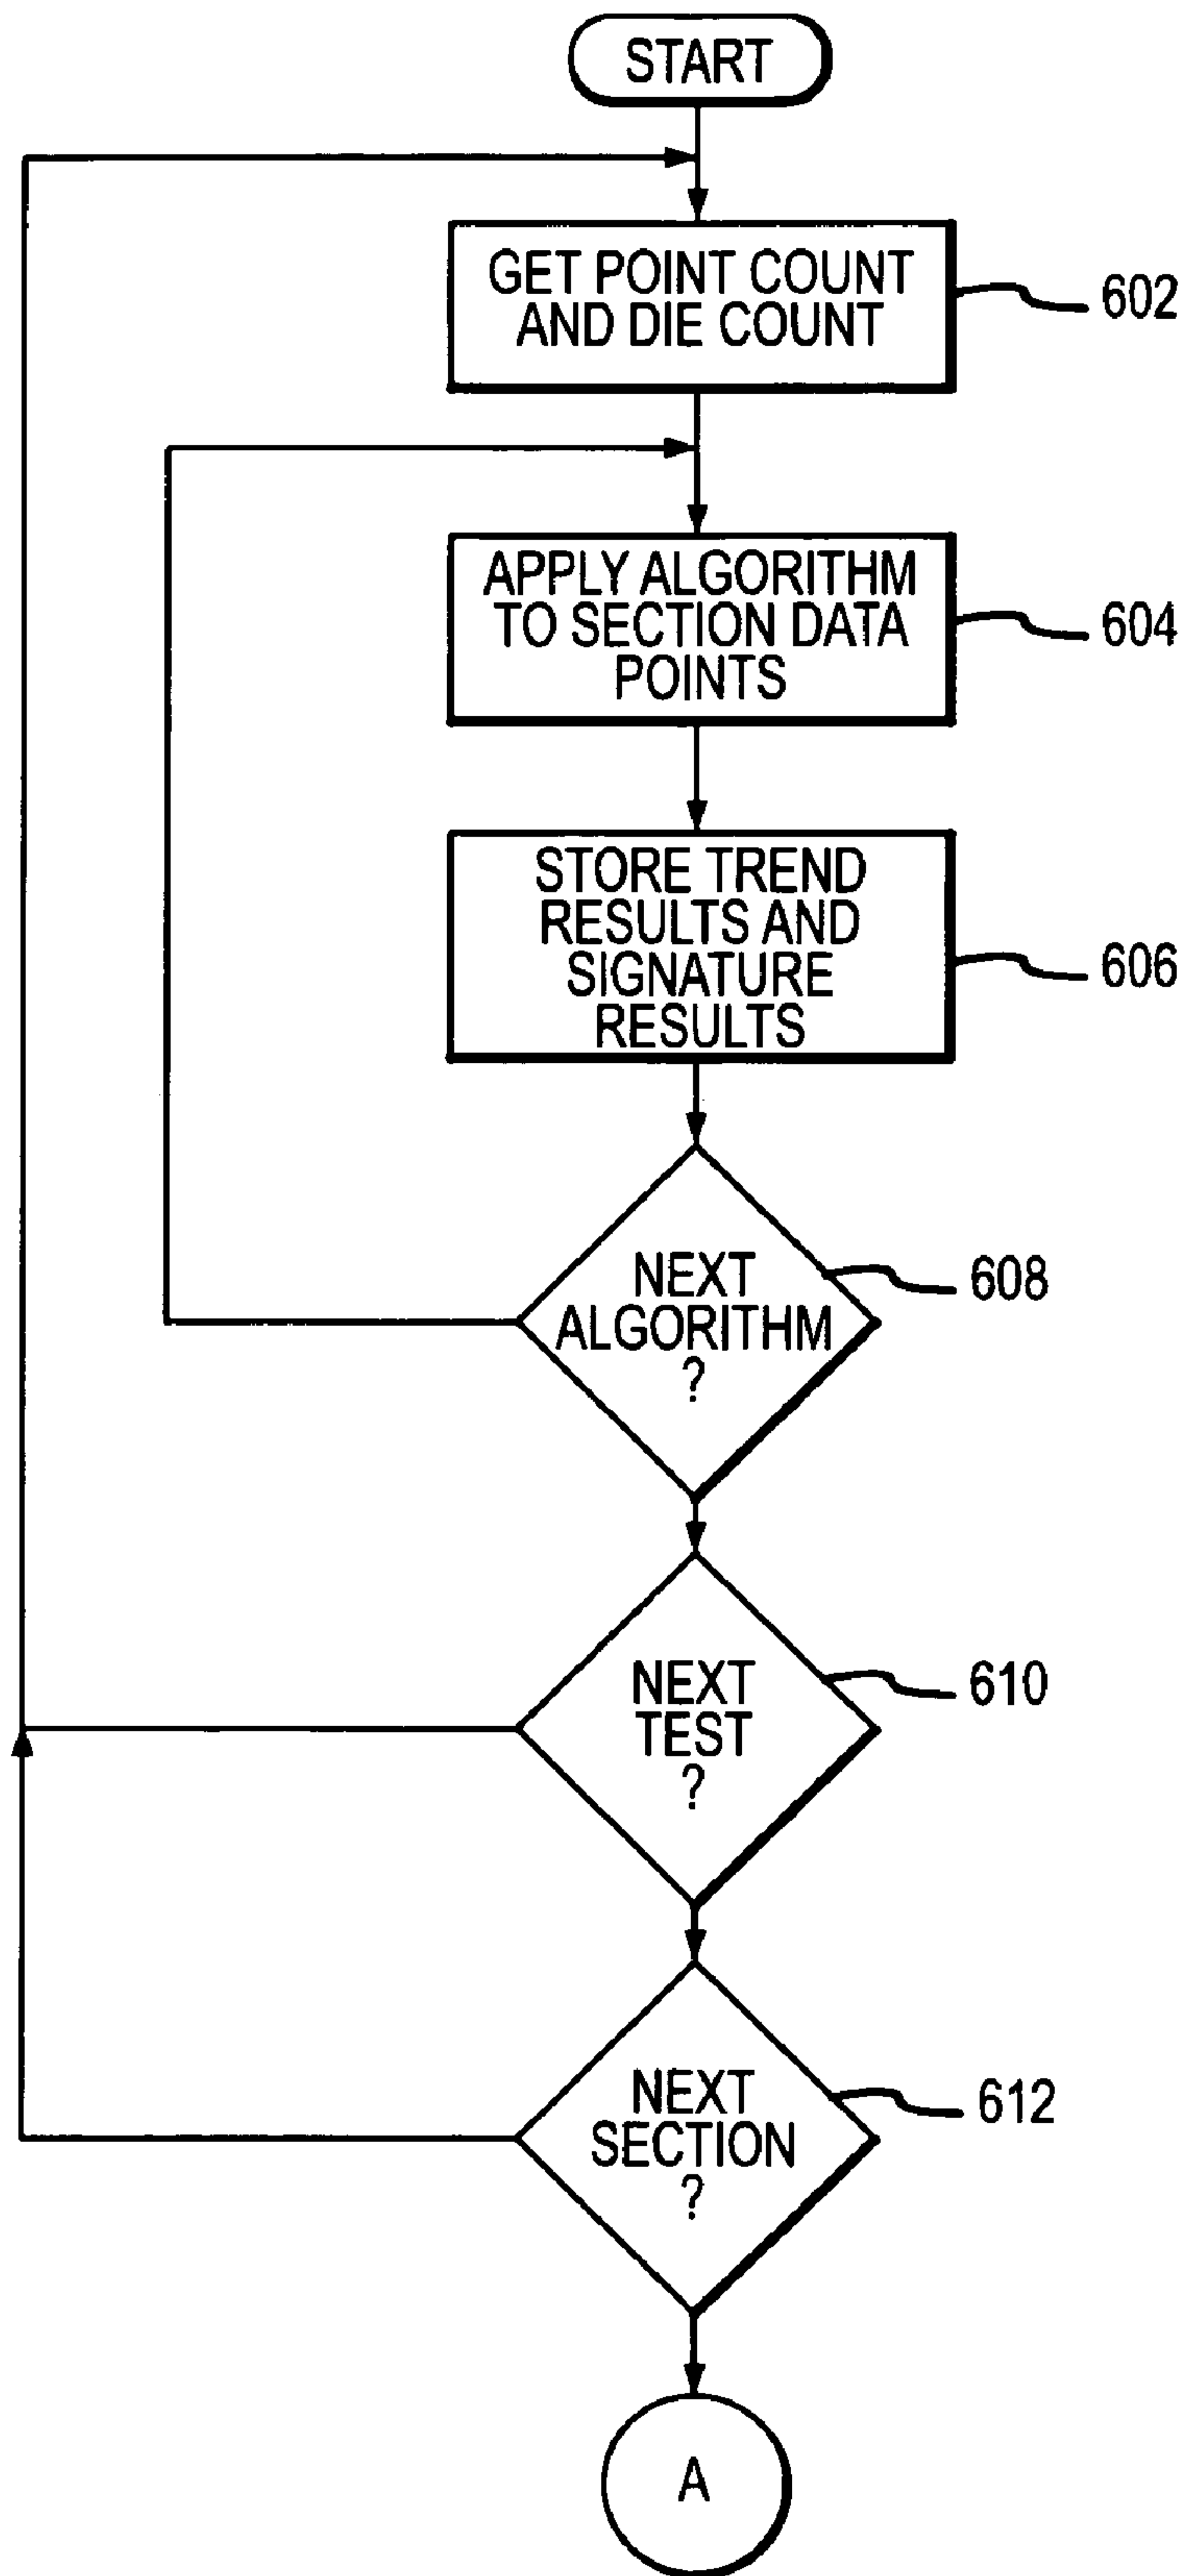 START
GET POINT COUNT
AND DIE COUNT
602
APPLY ALGORITHM
TO SECTION DATA
POINTS
604
STORE TREND
RESULTS AND
SIGNATURE
RESULTS
606
NEXT
ALGORITHM
?
608
NEXT
TEST
?
610
NEXT
SECTION
?
612
A